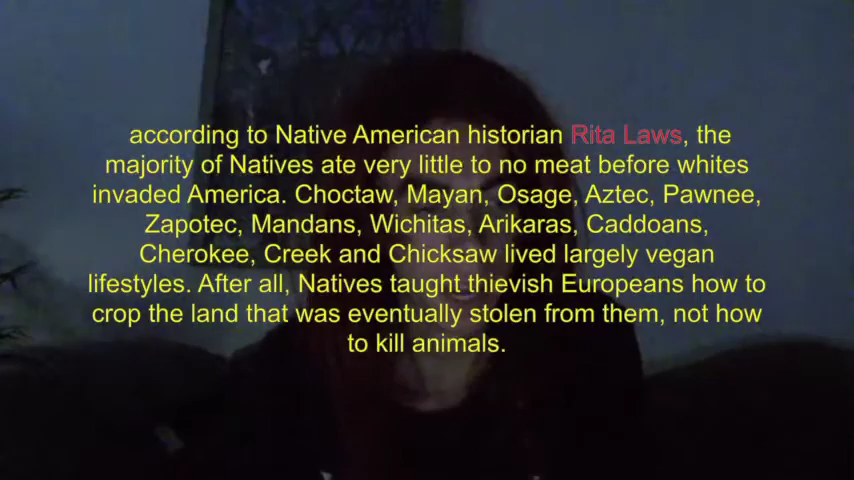 according to Native American historian Rita Laws, the
majority of Natives ate very little to no meat before whites
invaded America. Choctaw, Mayan, Osage, Aztec, Pawnee,
Zapotec, Mandans, Wichitas, Arikaras, Caddoans,
Cherokee, Creek and Chicksaw lived largely vegan
lifestyles. After all, Natives taught thievish Europeans how to
crop the land that was eventually stolen from them, not how
to kill animals.